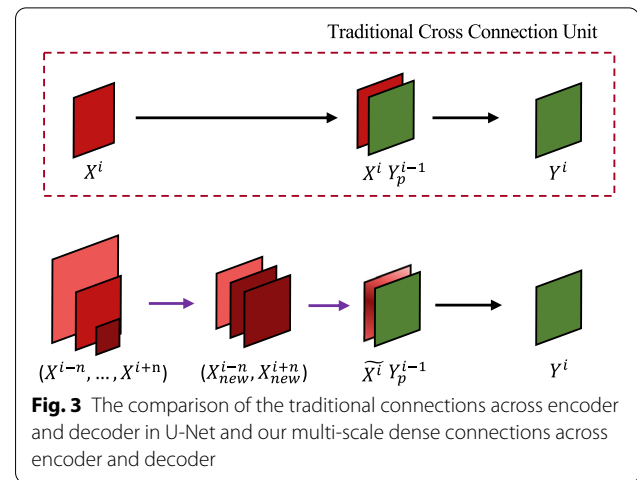 Traditional Cross Connection Unit
X^i X^i Y_p^{i-1} Y^i
(X^{i-n}, ..., X^{i+n}) (X_{new}^{i-n}, X_{new}^{i+n}) \widetilde{X^i} Y_p^{i-1} Y^i
Fig. 3 The comparison of the traditional connections across encoder
and decoder in U-Net and our multi-scale dense connections across
encoder and decoder